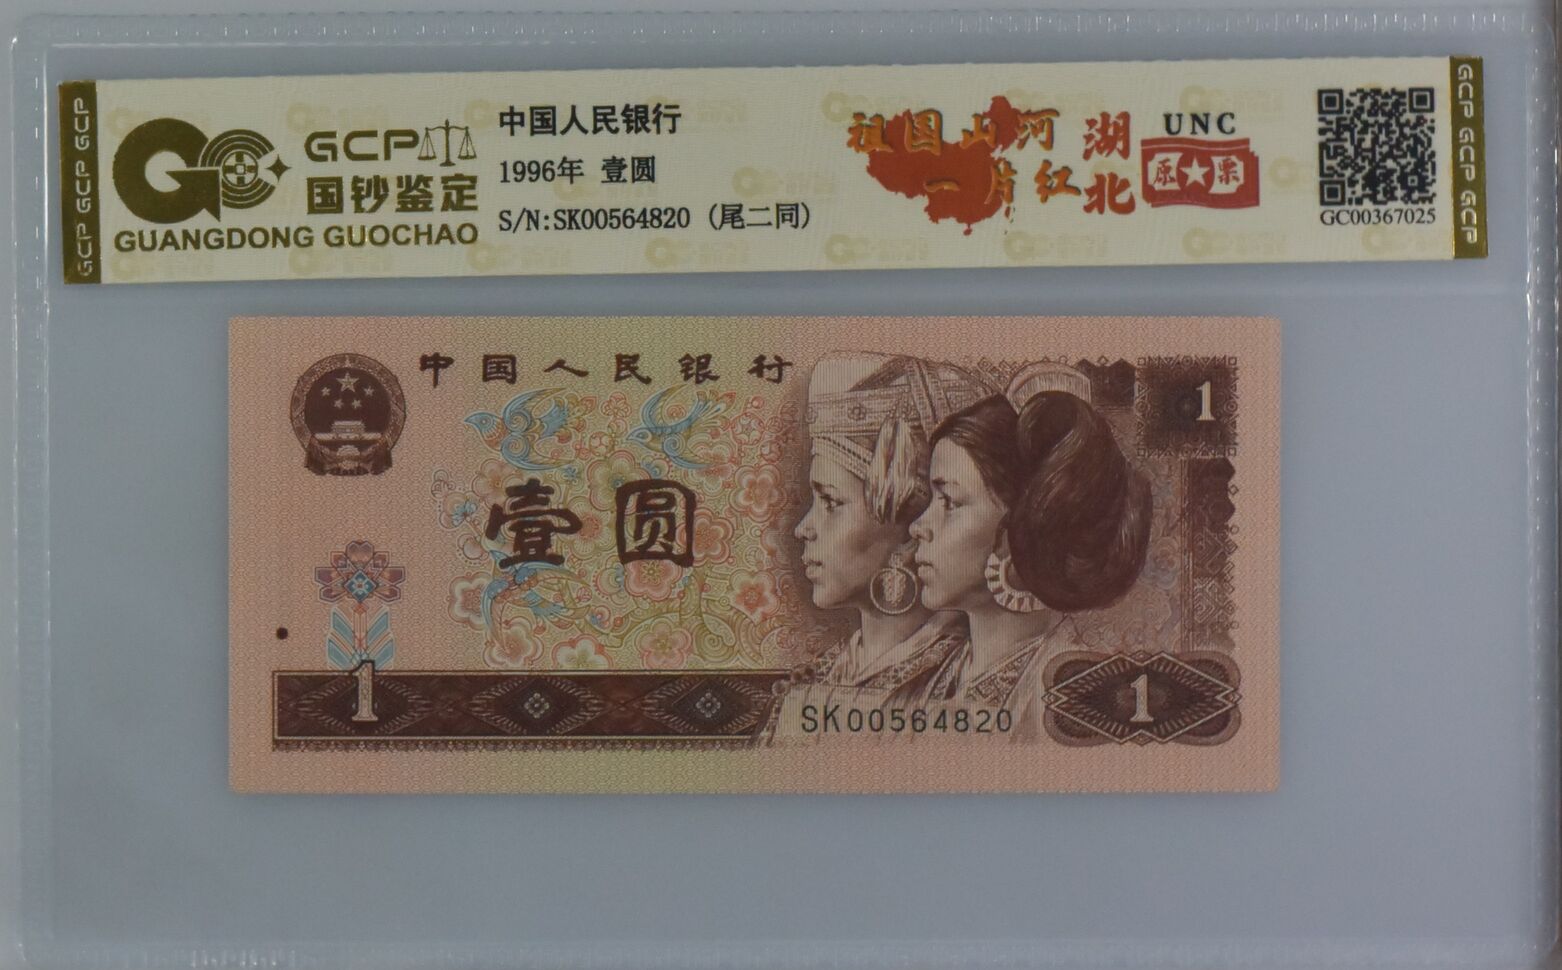 GCP GCP GCP
GCP
国钞鉴定
GUANGDONG GUOCHAO
中国人民银行
1996年 壹圆
S/N:SK00564820 (尾二同)
祖国山河
一片红
湖北
UNC
原票
GC00367025
GCP GCP GCP
中国人民银行
1
壹圆
1
SK00564820
1